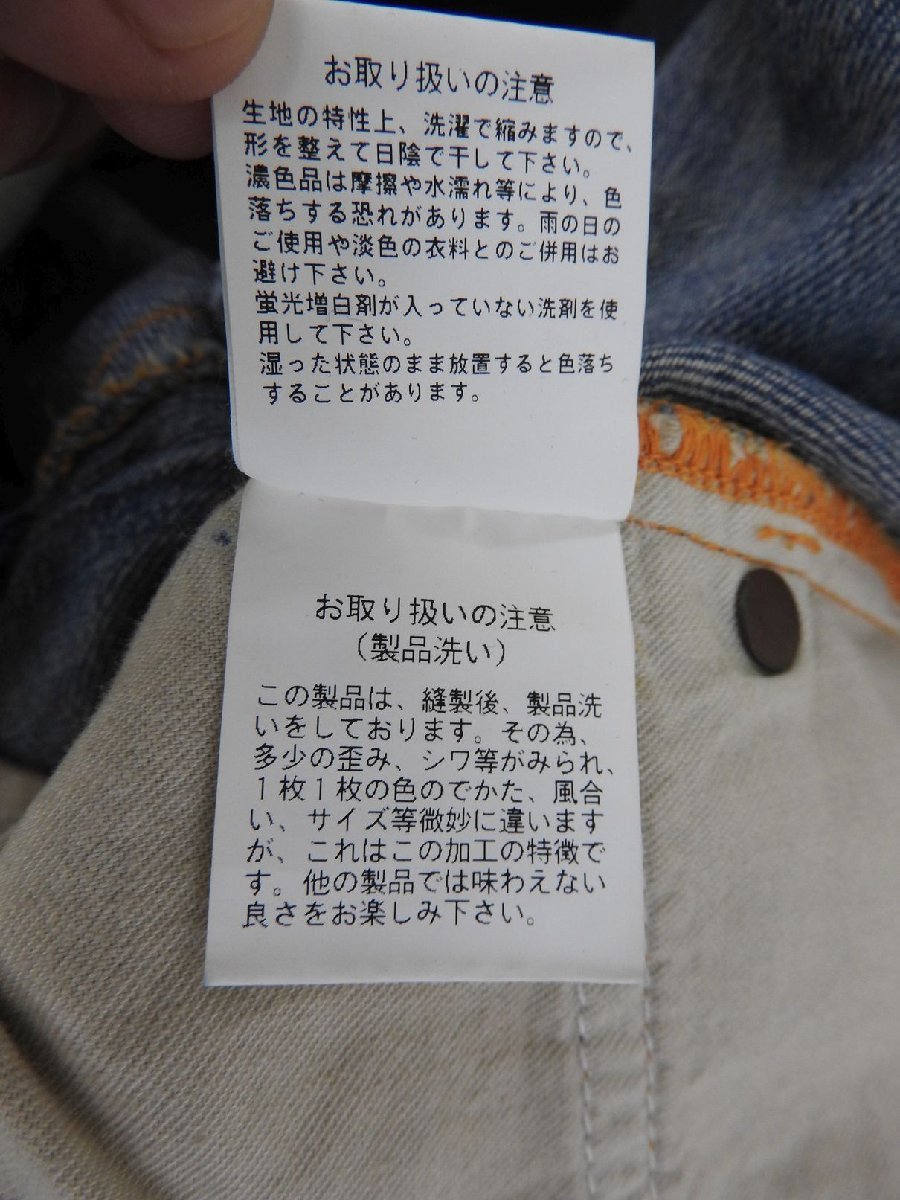 お取り扱いの注意
生地の特性上、洗濯で縮みますので、
形を整えて日陰で干して下さい。
濃色品は摩擦や水濡れ等により、色
落ちする恐れがあります。雨の日の
ご使用や淡色の衣料とのご併用はお
避け下さい。
蛍光増白剤が入っていない洗剤を使
用して下さい。
湿った状態のまま放置すると色落ち
することがあります。
お取り扱いの注意
（製品洗い）
この製品は、縫製後、製品洗
いをしております。その為、
多少の歪み、シワ等がみられ、
1枚1枚の色のでかた、風合
い、サイズ等微妙に違います
が、これはこの加工の特徴で
す。他の製品では味わえない
良さをお楽しみ下さい。